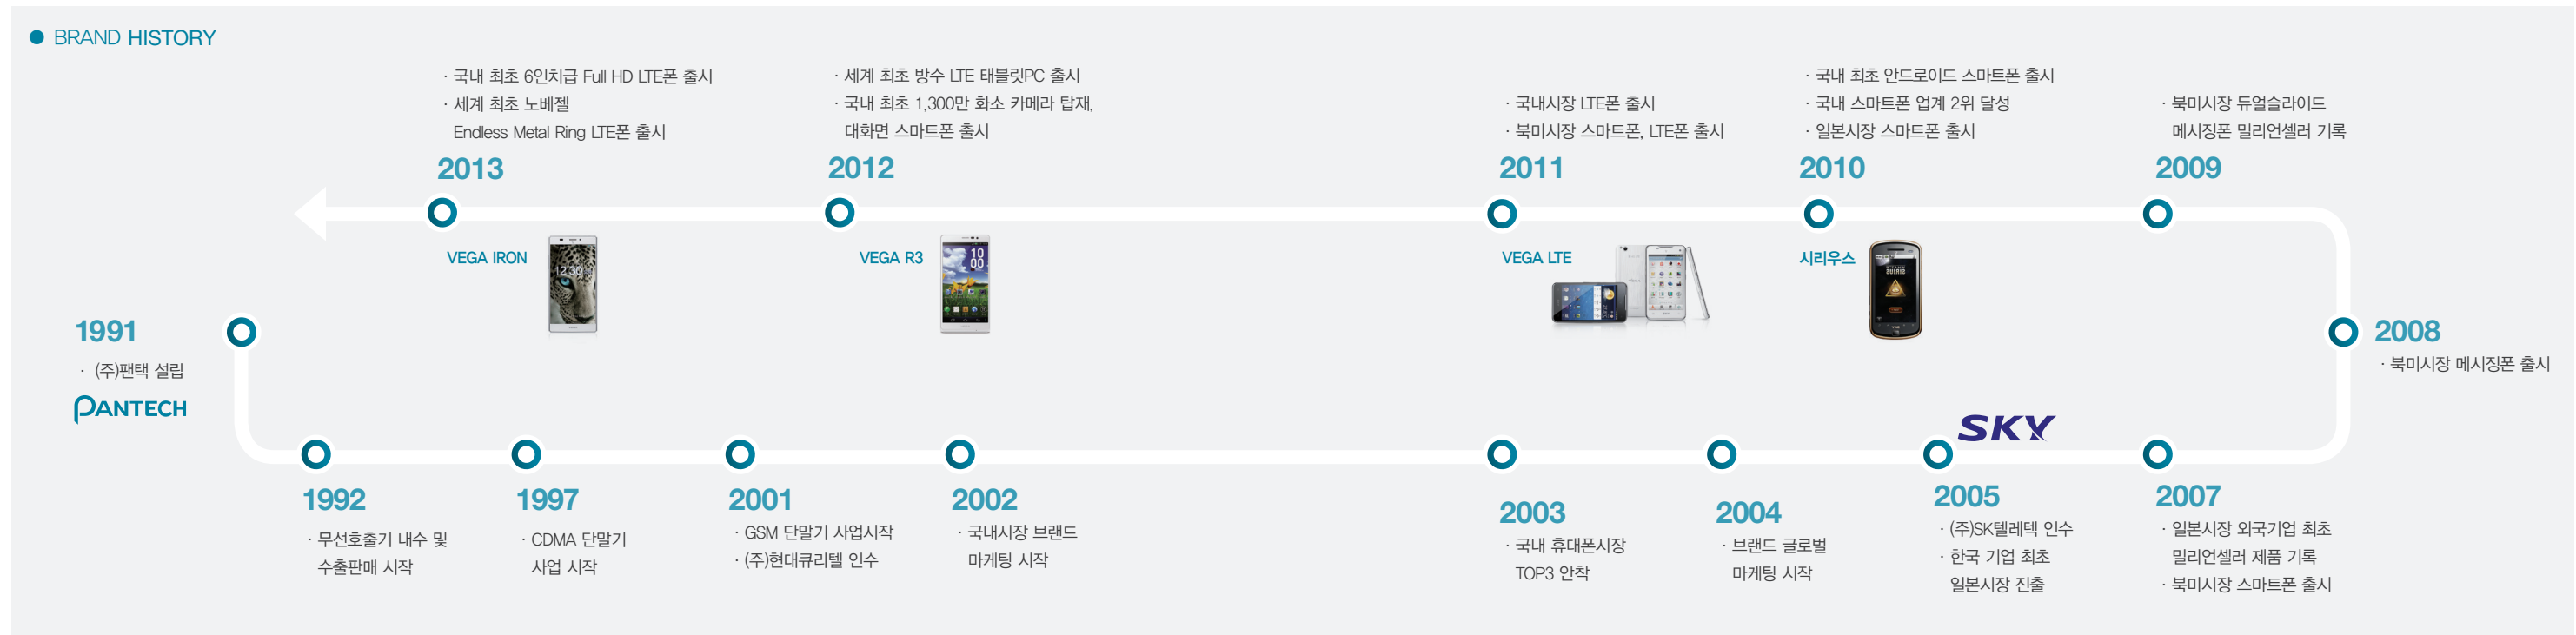 BRAND HISTORY
1991
· (주)팬택 설립
PANTECH
1992
· 무선호출기 내수 및
수출판매 시작
1997
· CDMA 단말기
사업 시작
2001
· GSM 단말기 사업시작
· (주)현대큐리텔 인수
2002
· 국내시장 브랜드
마케팅 시작
2003
· 국내 휴대폰시장
TOP3 안착
2004
· 브랜드 글로벌
마케팅 시작
SKY
2005
· (주)SK텔레텍 인수
· 한국 기업 최초
일본시장 진출
2007
· 일본시장 외국기업 최초
밀리언셀러 제품 기록
· 북미시장 스마트폰 출시
2008
· 북미시장 메시징폰 출시
· 북미시장 듀얼슬라이드
메시징폰 밀리언셀러 기록
2009
· 국내 최초 안드로이드 스마트폰 출시
· 국내 스마트폰 업계 2위 달성
· 일본시장 스마트폰 출시
2010
시리우스
· 국내시장 LTE폰 출시
· 북미시장 스마트폰, LTE폰 출시
2011
VEGA LTE
· 세계 최초 방수 LTE 태블릿PC 출시
· 국내 최초 1,300만 화소 카메라 탑재,
대화면 스마트폰 출시
2012
VEGA R3
10
00
· 국내 최초 6인치급 Full HD LTE폰 출시
· 세계 최초 노베젤
Endless Metal Ring LTE폰 출시
2013
VEGA IRON
12:30